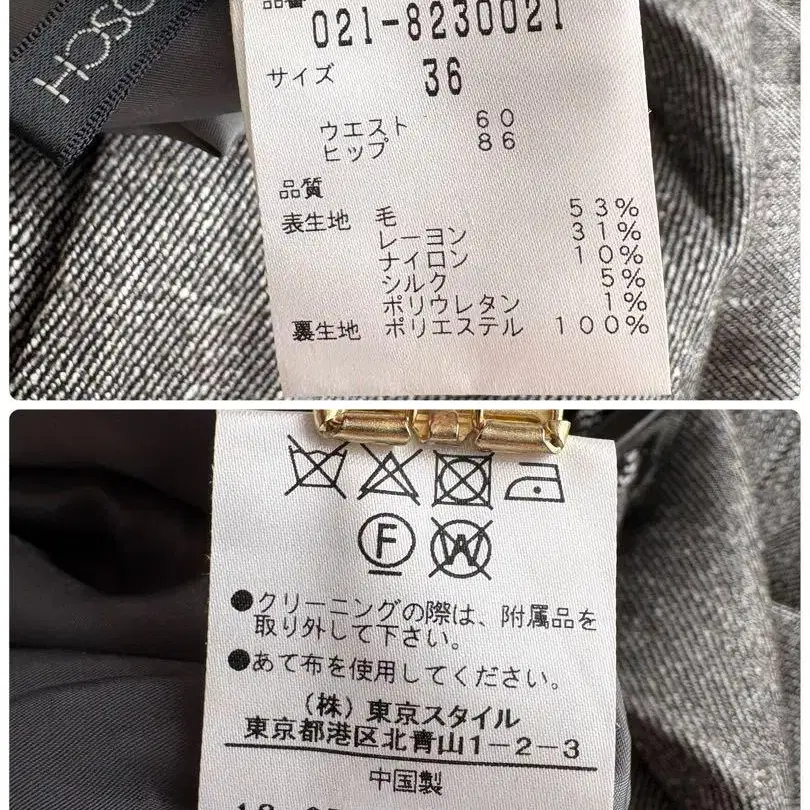 HOSC
品番
021-8230021
サイズ 36
ウエスト 60
ヒップ 86
品質
表生地 毛 53%
レーヨン 31%
ナイロン 10%
シルク 5%
ポリウレタン 1%
裏生地 ポリエステル 100%
F W
●クリーニングの際は、附属品を
取り外して下さい。
●あて布を使用してください。
(株)東京スタイル
東京都港区北青山1-2-3
中国製